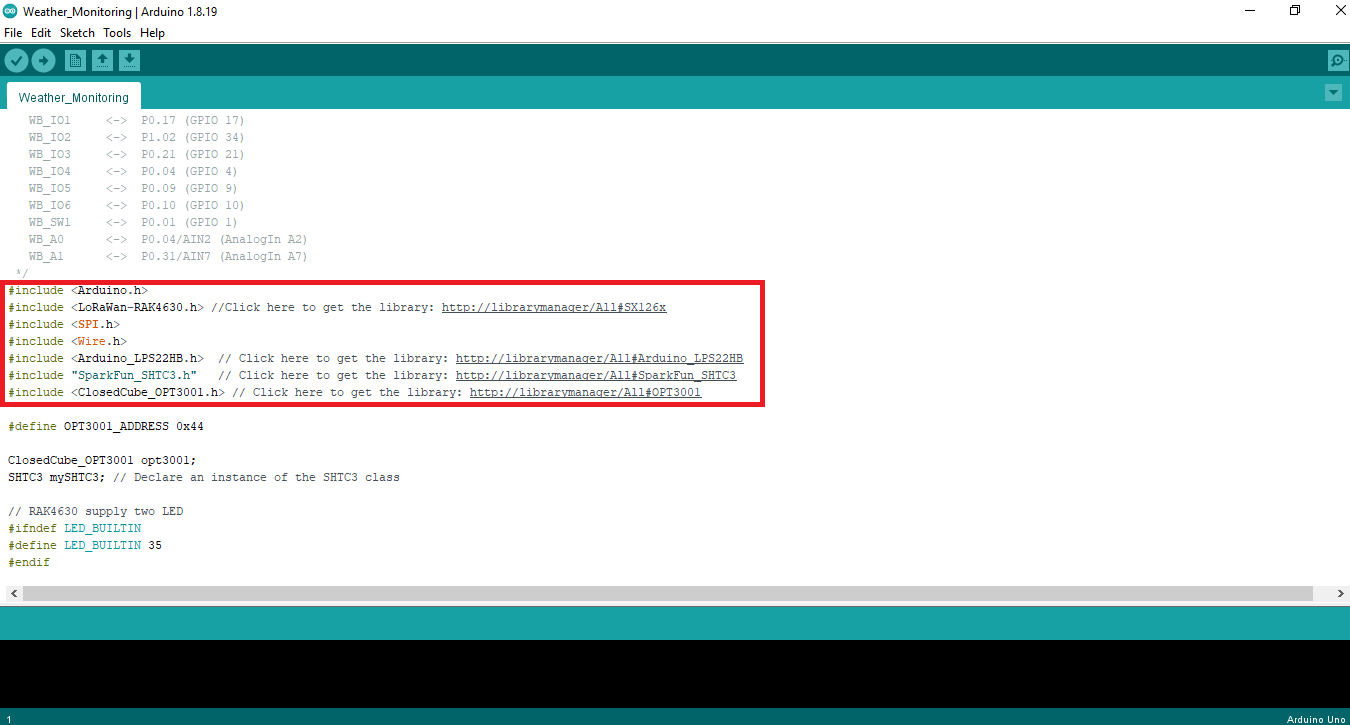 Weather_Monitoring | Arduino 1.8.19
File Edit Sketch Tools Help
Weather_Monitoring
WB_IO1 <-> P0.17 (GPIO 17)
WB_IO2 <-> P1.02 (GPIO 34)
WB_IO3 <-> P0.21 (GPIO 21)
WB_IO4 <-> P0.04 (GPIO 4)
WB_IO5 <-> P0.09 (GPIO 9)
WB_IO6 <-> P0.10 (GPIO 10)
WB_SW1 <-> P0.01 (GPIO 1)
WB_A0 <-> P0.04/AIN2 (AnalogIn A2)
WB_A1 <-> P0.31/AIN7 (AnalogIn A7)
*/
#include <Arduino.h>
#include <LoRaWan-RAK4630.h> //Click here to get the library: http://librarymanager/All#SX126x
#include <SPI.h>
#include <Wire.h>
#include <Arduino_LPS22HB.h> // Click here to get the library: http://librarymanager/All#Arduino_LPS22HB
#include "SparkFun_SHTC3.h" // Click here to get the library: http://librarymanager/All#SparkFun_SHTC3
#include <ClosedCube_OPT3001.h> // Click here to get the library: http://librarymanager/All#OPT3001
#define OPT3001_ADDRESS 0x44
ClosedCube_OPT3001 opt3001;
SHTC3 mySHTC3; // Declare an instance of the SHTC3 class
// RAK4630 supply two LED
#ifndef LED_BUILTIN
#define LED_BUILTIN 35
#endif
1 Arduino Uno